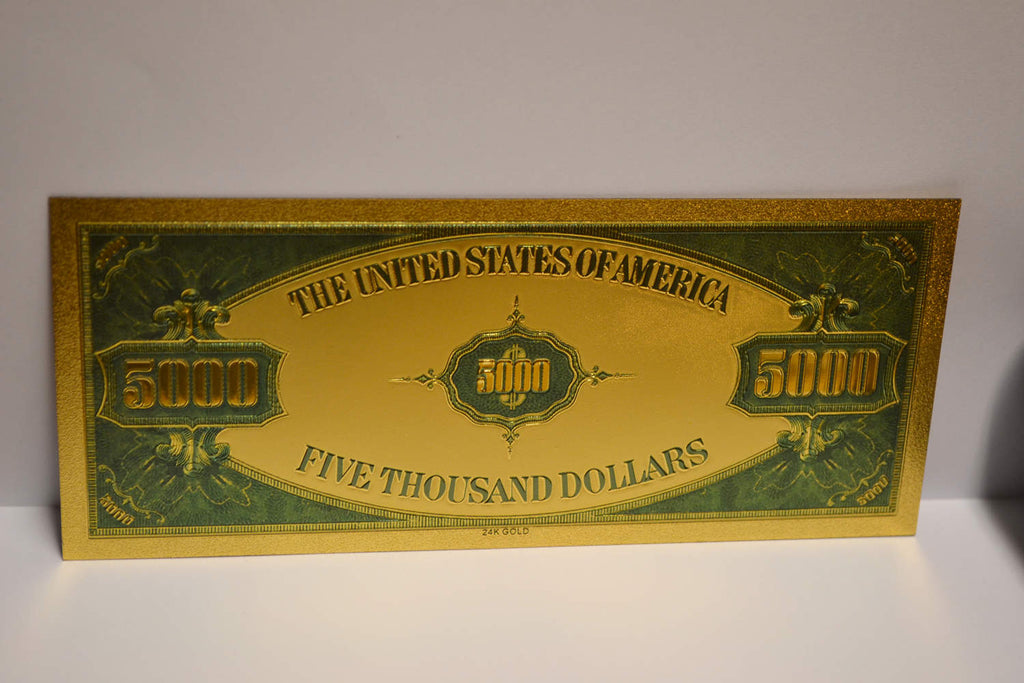 THE UNITED STATES OF AMERICA
5000
5000
5000
FIVE THOUSAND DOLLARS
5000
5000
24K GOLD